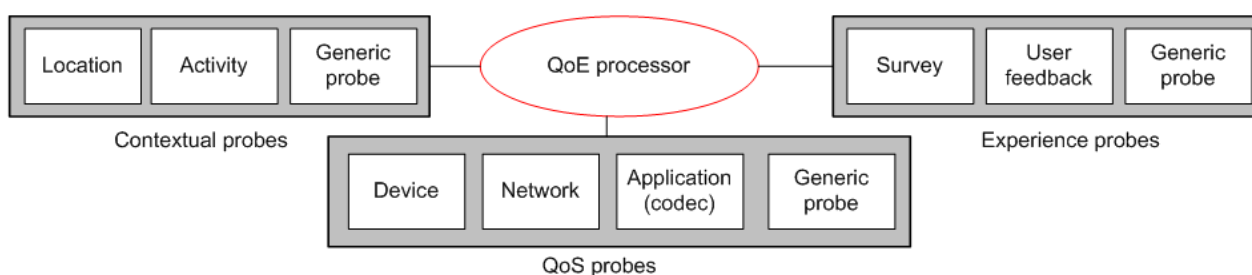 Location
Activity
Generic
probe
Contextual probes
QoE processor
Survey
User
feedback
Generic
probe
Experience probes
Device
Network
Application
(codec)
Generic
probe
QoS probes